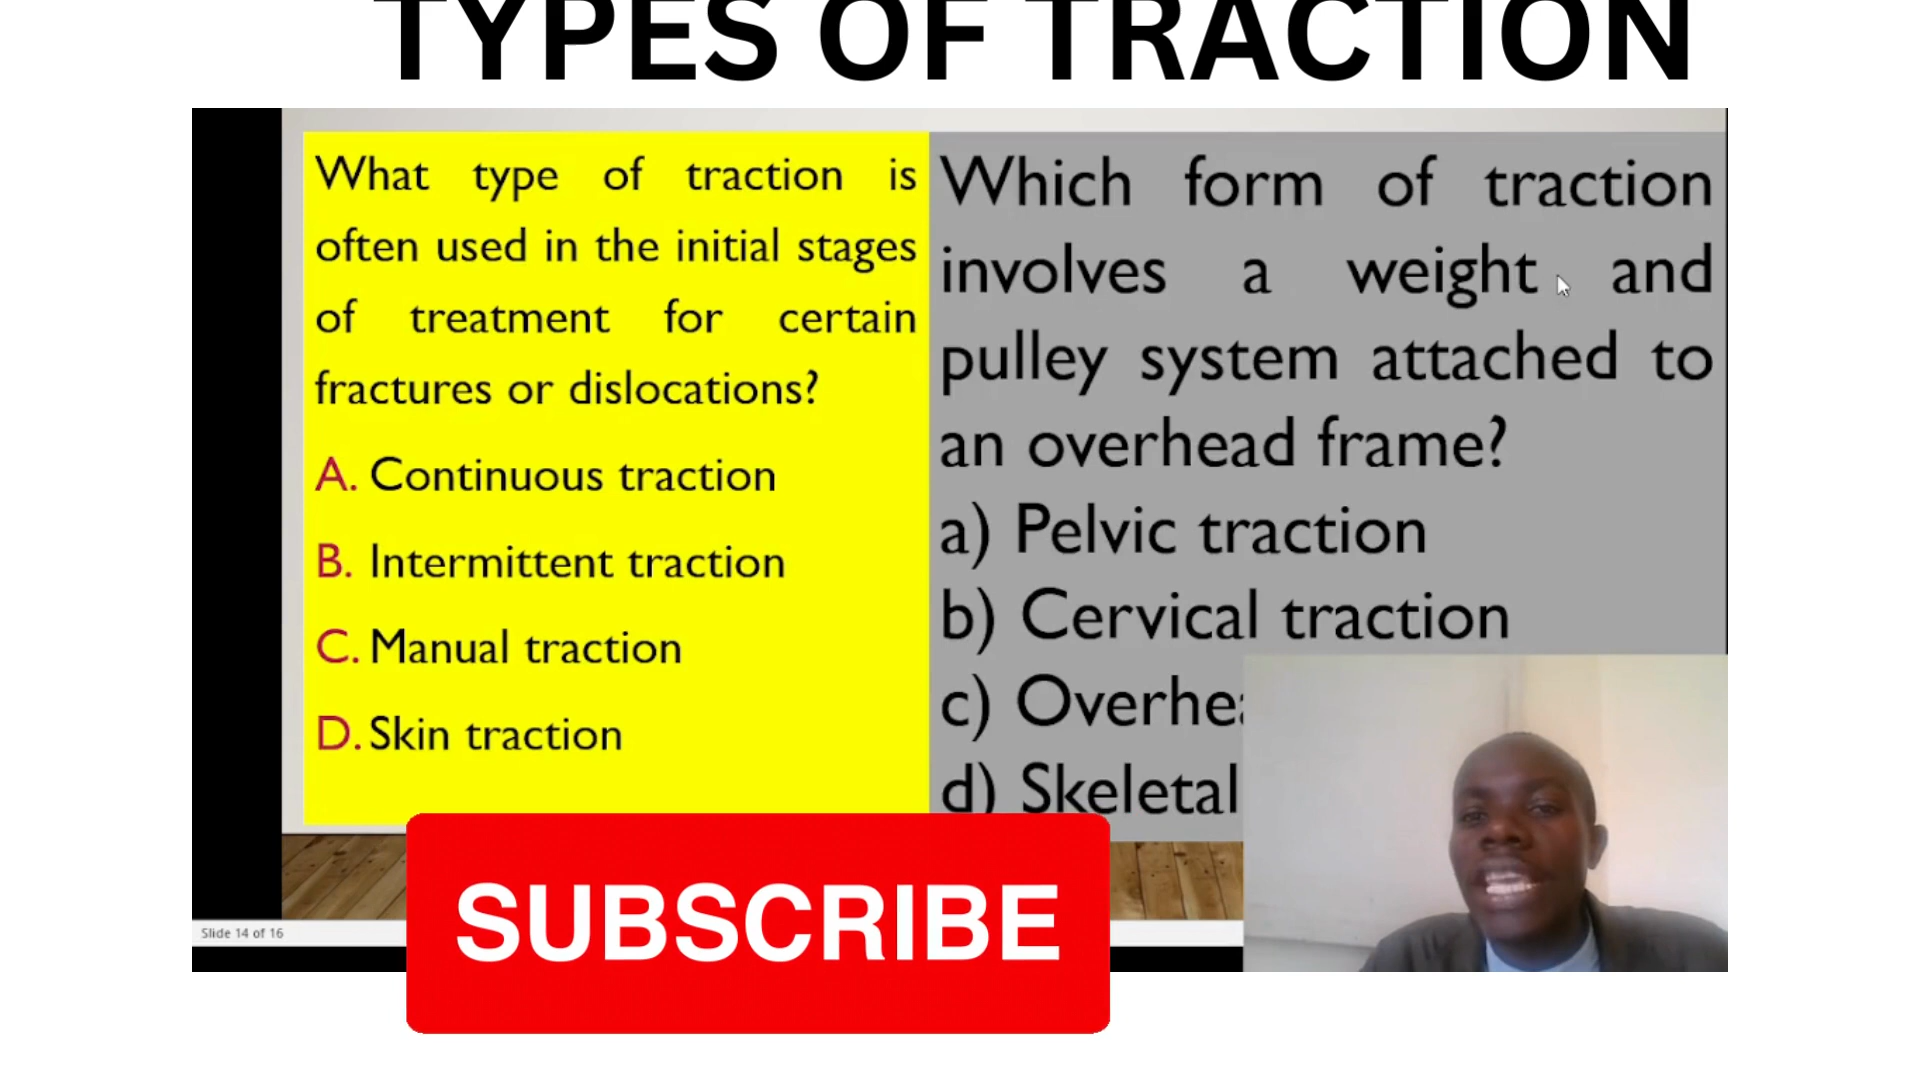 TYPES OF TRACTION
What type of traction is
often used in the initial stages
of treatment for certain
fractures or dislocations?
A. Continuous traction
B. Intermittent traction
C. Manual traction
D. Skin traction
Which form of traction
involves a weight and
pulley system attached to
an overhead frame?
a) Pelvic traction
b) Cervical traction
c)
d) Skeletal
SUBSCRIBE
Slide 14 of 16